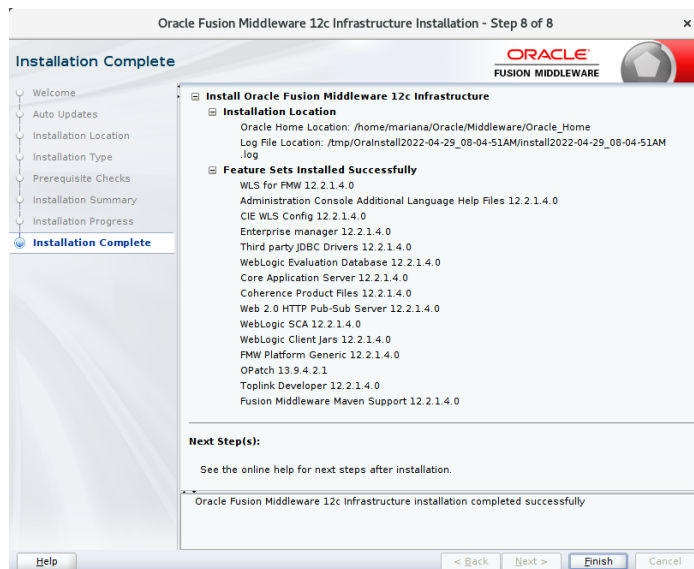 Oracle Fusion Middleware 12c Infrastructure Installation - Step 8 of 8
Installation Complete
ORACLE
FUSION MIDDLEWARE
Welcome
Auto Updates
Installation Location
Installation Type
Prerequisite Checks
Installation Summary
Installation Progress
Installation Complete
Install Oracle Fusion Middleware 12c Infrastructure
Installation Location
Oracle Home Location: /home/mariana/Oracle/Middleware/Oracle_Home
Log File Location: /tmp/OraInstall2022-04-29_08-04-51AM/install2022-04-29_08-04-51AM
.log
Feature Sets Installed Successfully
WLS for FMW 12.2.1.4.0
Administration Console Additional Language Help Files 12.2.1.4.0
CIE WLS Config 12.2.1.4.0
Enterprise manager 12.2.1.4.0
Third party JDBC Drivers 12.2.1.4.0
WebLogic Evaluation Database 12.2.1.4.0
Core Application Server 12.2.1.4.0
Coherence Product Files 12.2.1.4.0
Web 2.0 HTTP Pub-Sub Server 12.2.1.4.0
WebLogic SCA 12.2.1.4.0
WebLogic Client Jars 12.2.1.4.0
FMW Platform Generic 12.2.1.4.0
OPatch 13.9.4.2.1
Toplink Developer 12.2.1.4.0
Fusion Middleware Maven Support 12.2.1.4.0
Next Step(s):
See the online help for next steps after installation.
Oracle Fusion Middleware 12c Infrastructure installation completed successfully
Help
< Back
Next >
Finish
Cancel